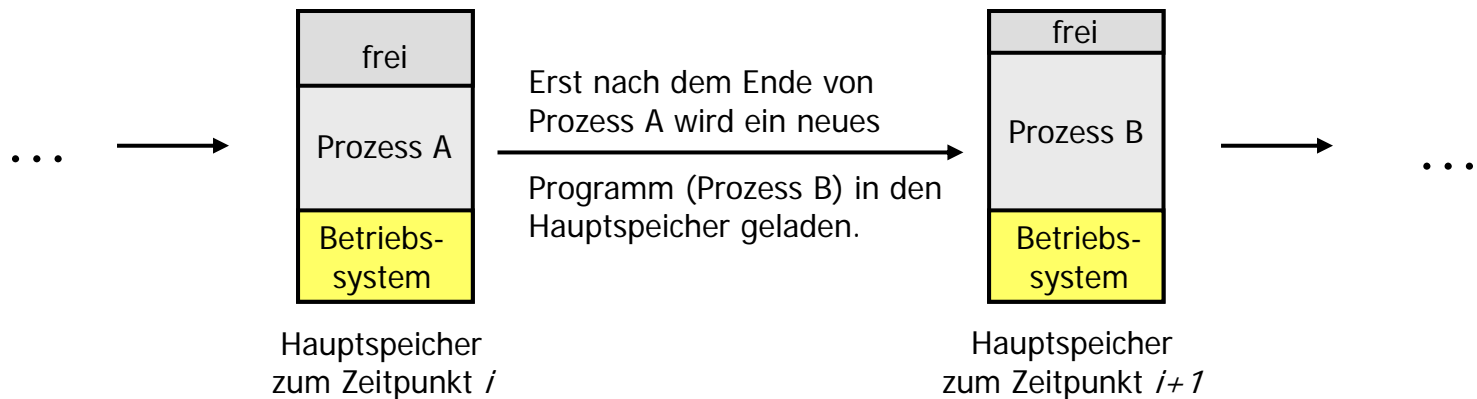 ...
frei
Prozess A
Betriebs-
system
Hauptspeicher
zum Zeitpunkt i
Erst nach dem Ende von
Prozess A wird ein neues
Programm (Prozess B) in den
Hauptspeicher geladen.
frei
Prozess B
Betriebs-
system
Hauptspeicher
zum Zeitpunkt i+1
...